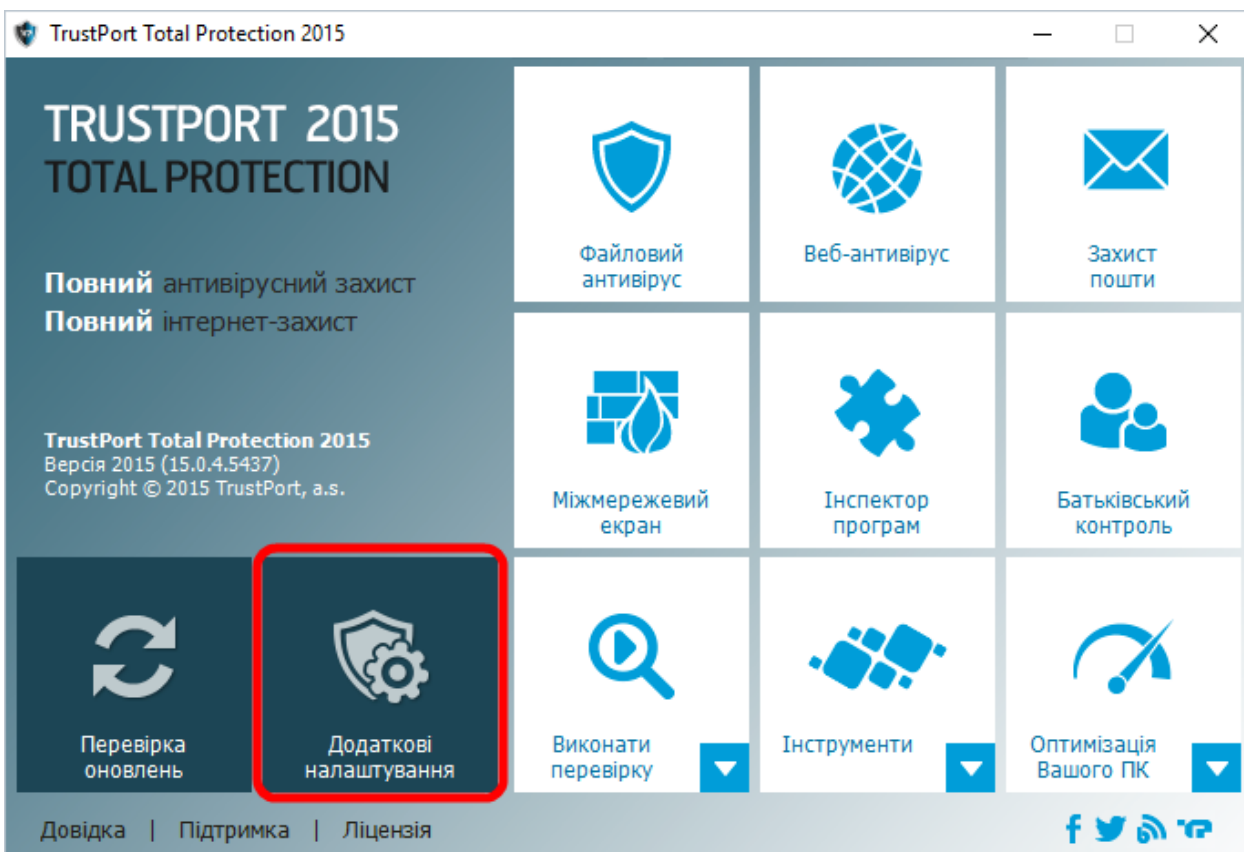 TrustPort Total Protection 2015
TRUSTPORT 2015
TOTAL PROTECTION
Повний антивірусний захист
Повний інтернет-захист
TrustPort Total Protection 2015
Версія 2015 (15.0.4.5437)
Copyright © 2015 TrustPort, a.s.
Файловий
антивірус
Веб-антивірус
Захист
пошти
Міжмережевий
екран
Інспектор
програм
Батьківський
контроль
Перевірка
оновлень
Додаткові
налаштування
Виконати
перевірку
Інструменти
Оптимізація
Вашого ПК
Довідка | Підтримка | Ліцензія